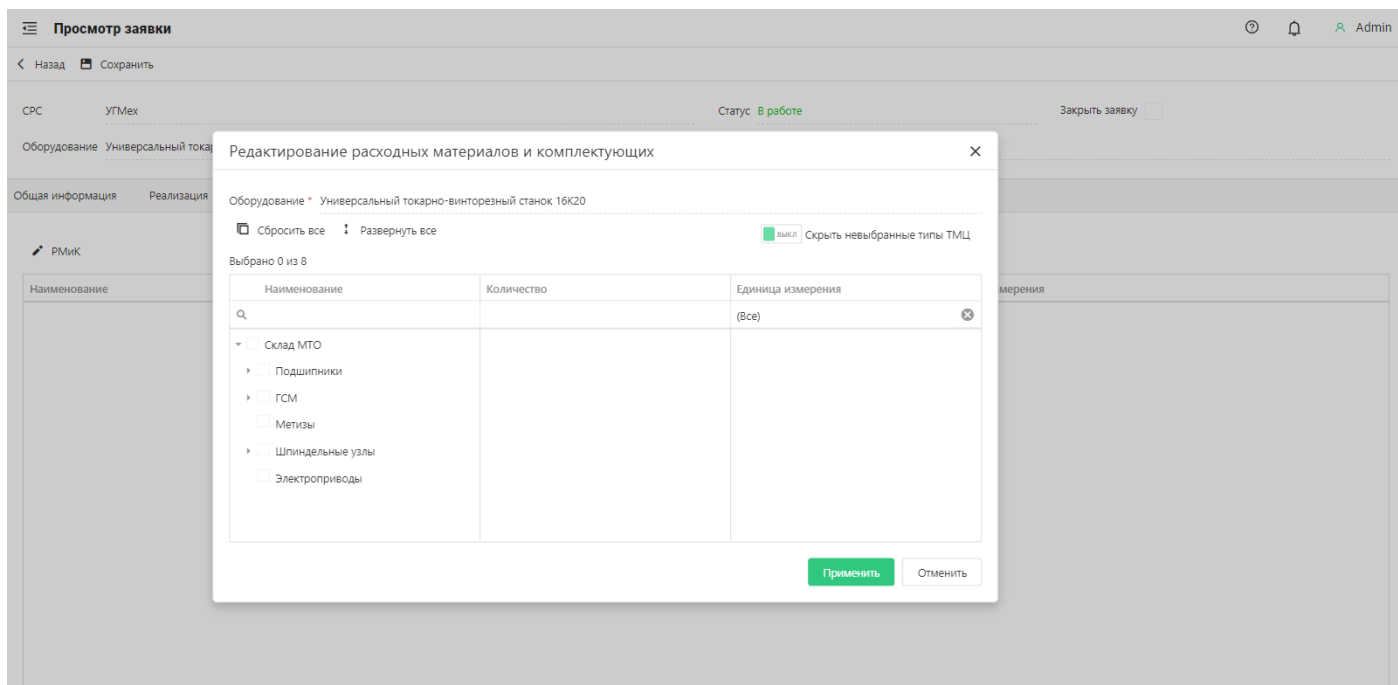 Просмотр заявки
Admin
Назад Сохранить
СРС УГМех Статус В работе Закрыть заявку
Оборудование Универсальный
Редактирование расходных материалов и комплектующих
Общая информация Реализация
Оборудование * Универсальный токарно-винторезный станок 16К20
Сбросить все Развернуть все выкл Скрыть невыбранные типы ТМЦ
РМиК
Выбрано 0 из 8
Наименование
Наименование Количество Единица измерения
(Все)
Склад МТО
Подшипники
ГСМ
Метизы
Шпиндельные узлы
Электроприводы
Применить Отменить